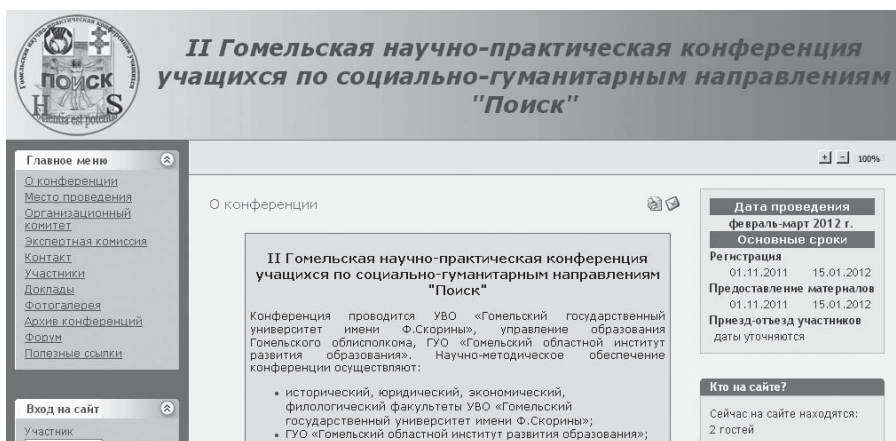 II Гомельская научно-практическая конференция
учащихся по социально-гуманитарным направлениям
"Поиск"
ПОИСК
H S
Scientia est potentia
Главное меню
О конференции
Место проведения
Организационный
комитет
Экспертная комиссия
Контакт
Участники
Доклады
Фотогалерея
Архив конференций
Форум
Полезные ссылки
Вход на сайт
Участник
+ - 100%
О конференции
II Гомельская научно-практическая конференция
учащихся по социально-гуманитарным направлениям
"Поиск"
Конференция проводится УВО «Гомельский государственный
университет имени Ф.Скорины», управление образования
Гомельского облисполкома, ГУО «Гомельский областной институт
развития образования». Научно-методическое обеспечение
конференции осуществляют:
• исторический, юридический, экономический,
филологический факультеты УВО «Гомельский
государственный университет имени Ф.Скорины»;
• ГУО «Гомельский областной институт развития образования»;
Дата проведения
февраль-март 2012 г.
Основные сроки
Регистрация
01.11.2011 15.01.2012
Предоставление материалов
01.11.2011 15.01.2012
Приезд-отъезд участников
даты уточняются
Кто на сайте?
Сейчас на сайте находятся:
2 гостей